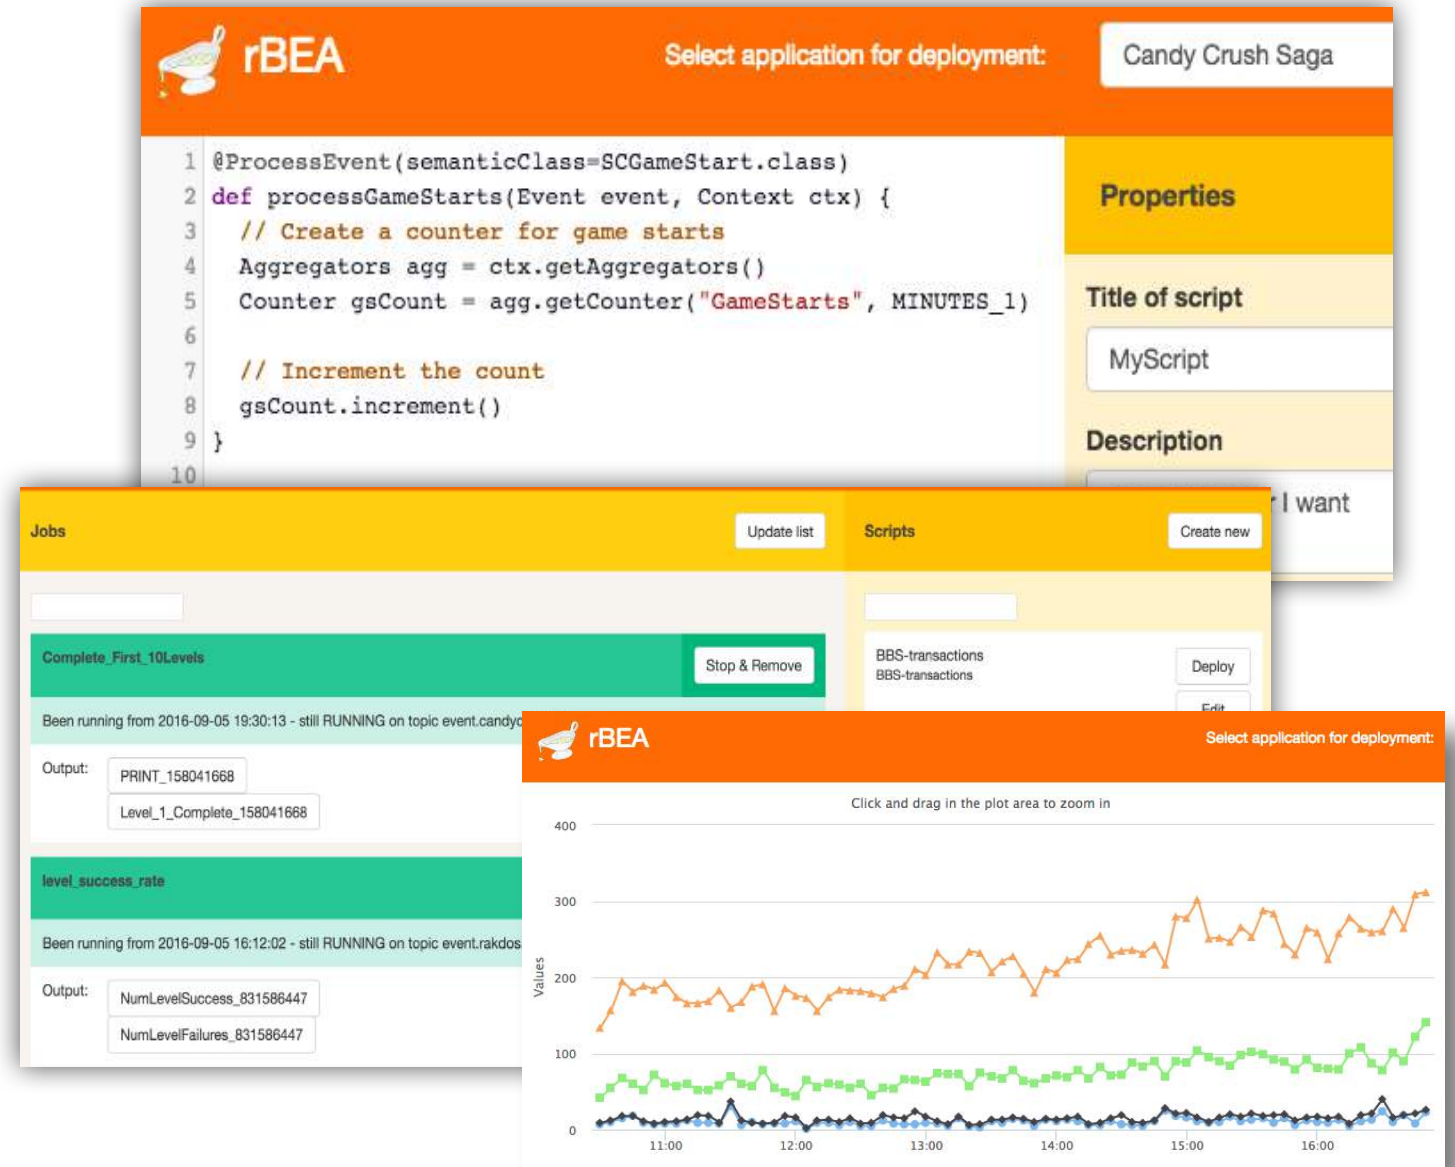 rBEA
Select application for deployment:
Candy Crush Saga
1 @ProcessEvent(semanticClass=SCGameStart.class)
2 def processGameStarts(Event event, Context ctx) {
3 // Create a counter for game starts
4 Aggregators agg = ctx.getAggregators()
5 Counter gsCount = agg.getCounter("GameStarts", MINUTES_1)
6
7 // Increment the count
8 gsCount.increment()
9 }
10
Properties
Title of script
MyScript
Description
I want
Jobs
Update list
Scripts
Create new
Complete_First_10Levels
Stop & Remove
Been running from 2016-09-05 19:30:13 - still RUNNING on topic event.candyc
Output:
PRINT_158041668
Level_1_Complete_158041668
level_success_rate
Been running from 2016-09-05 16:12:02 - still RUNNING on topic event.rakdos
Output:
NumLevelSuccess_831586447
NumLevelFailures_831586447
BBS-transactions
BBS-transactions
Deploy
Edit
rBEA
Select application for deployment:
Click and drag in the plot area to zoom in
Values
400
300
200
100
0
11:00 12:00 13:00 14:00 15:00 16:00